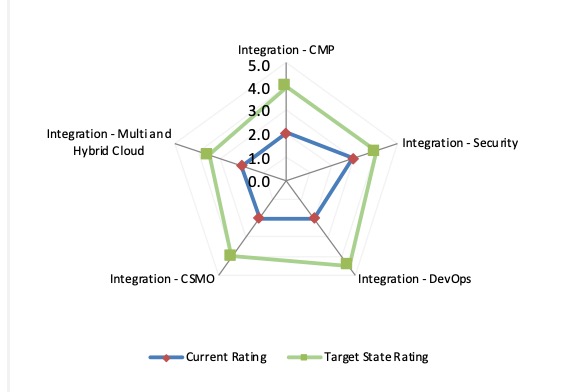 Integration - CMP
5.0
4.0
3.0
2.0
1.0
0.0
Integration - Multi and
Hybrid Cloud
Integration - Security
Integration - CSMO
Integration - DevOps
Current Rating
Target State Rating